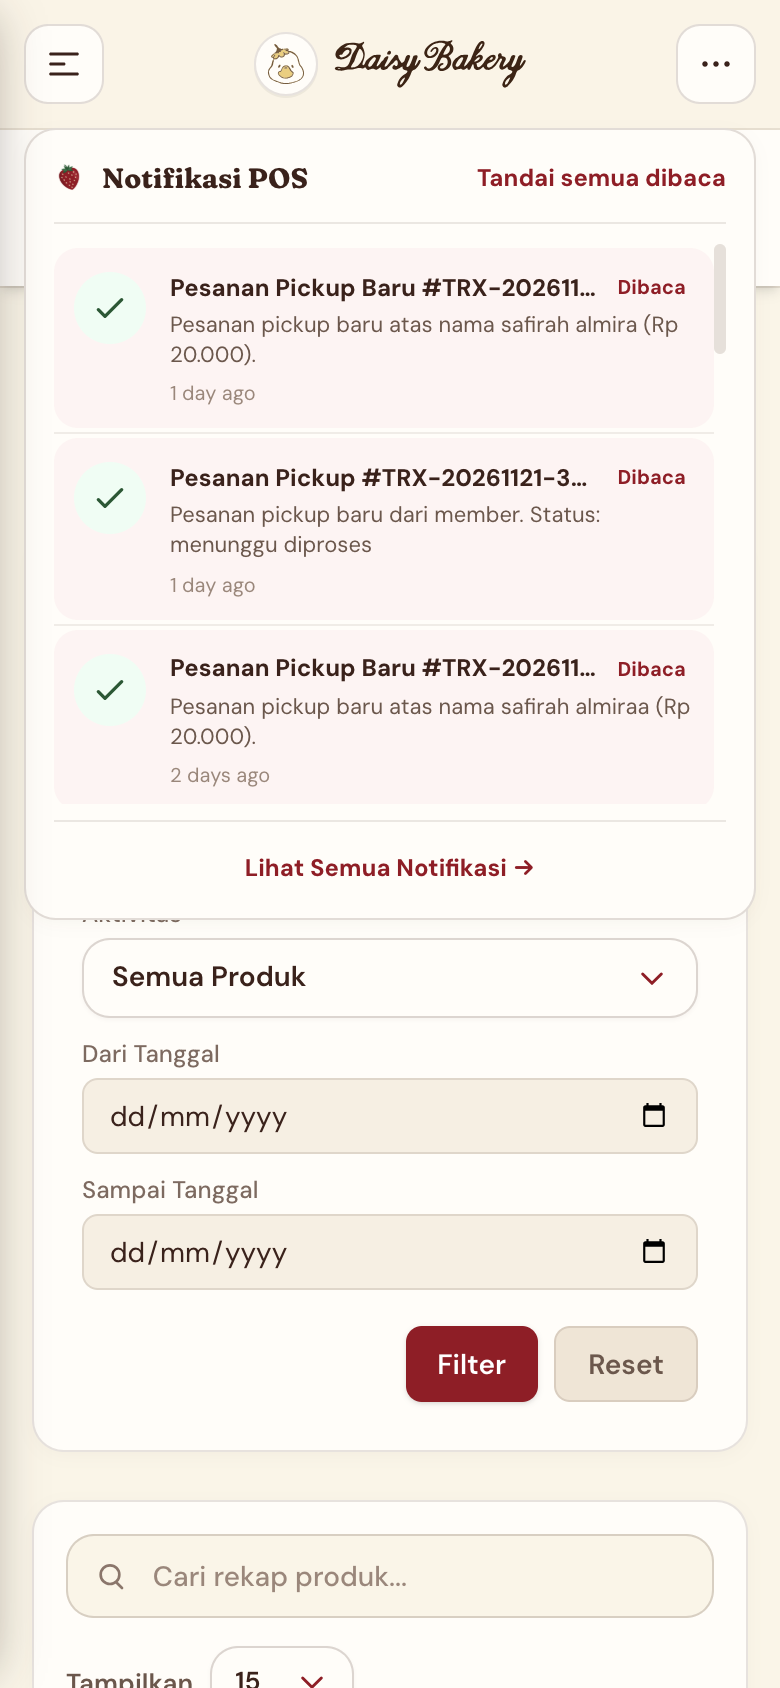 Daisy Bakery
Notifikasi POS
Tandai semua dibaca
Pesanan Pickup Baru #TRX-202611...
Dibaca
Pesanan pickup baru atas nama safirah almira (Rp
20.000).
1 day ago
Pesanan Pickup #TRX-20261121-3...
Dibaca
Pesanan pickup baru dari member. Status:
menunggu diproses
1 day ago
Pesanan Pickup Baru #TRX-202611...
Dibaca
Pesanan pickup baru atas nama safirah almiraa (Rp
20.000).
2 days ago
Lihat Semua Notifikasi →
Semua Produk
Dari Tanggal
dd/mm/yyyy
Sampai Tanggal
dd/mm/yyyy
Filter
Reset
Cari rekap produk...
Tampilkan
15